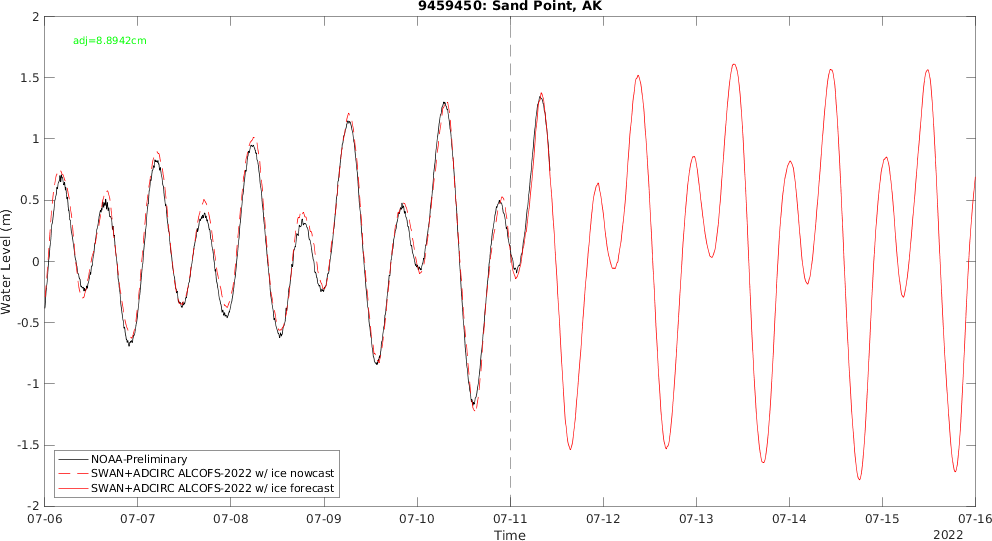 9459450: Sand Point, AK
adj=8.8942cm
2
1.5
1
0.5
0
-0.5
-1
-1.5
-2
Water Level (m)
NOAA-Preliminary
SWAN+ADCIRC ALCOFS-2022 w/ ice nowcast
SWAN+ADCIRC ALCOFS-2022 w/ ice forecast
07-06 07-07 07-08 07-09 07-10 07-11 07-12 07-13 07-14 07-15 07-16
Time
2022